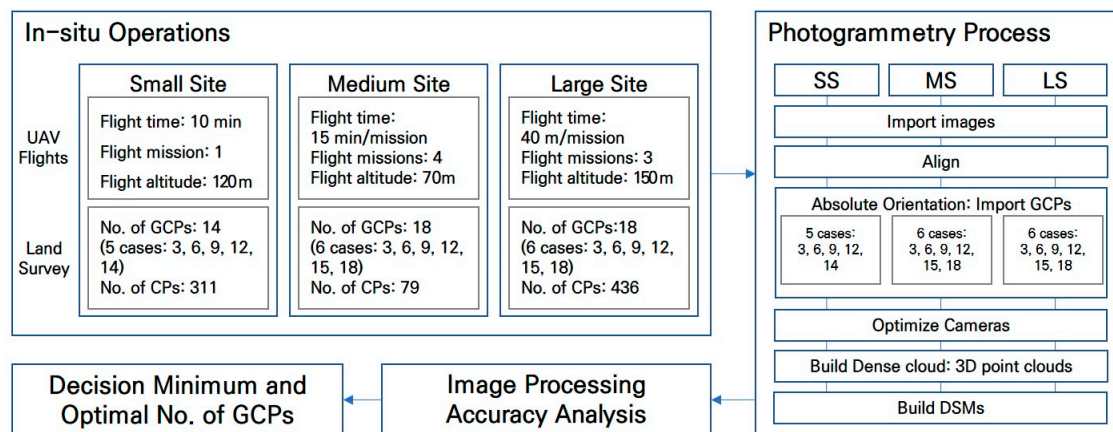 In-situ Operations
UAV
Flights
Land
Survey
Small Site
Flight time: 10 min
Flight mission: 1
Flight altitude: 120m
No. of GCPs: 14
(5 cases: 3, 6, 9, 12,
14)
No. of CPs: 311
Medium Site
Flight time:
15 min/mission
Flight missions: 4
Flight altitude: 70m
No. of GCPs: 18
(6 cases: 3, 6, 9, 12,
15, 18)
No. of CPs: 79
Large Site
Flight time:
40 m/mission
Flight missions: 3
Flight altitude: 150m
No. of GCPs:18
(6 cases: 3, 6, 9, 12,
15, 18)
No. of CPs: 436
Photogrammetry Process
SS
MS
LS
Import images
Align
Absolute Orientation: Import GCPs
5 cases:
3, 6, 9, 12,
14
6 cases:
3, 6, 9, 12,
15, 18
6 cases:
3, 6, 9, 12,
15, 18
Optimize Cameras
Build Dense cloud: 3D point clouds
Build DSMs
Image Processing
Accuracy Analysis
Decision Minimum and
Optimal No. of GCPs